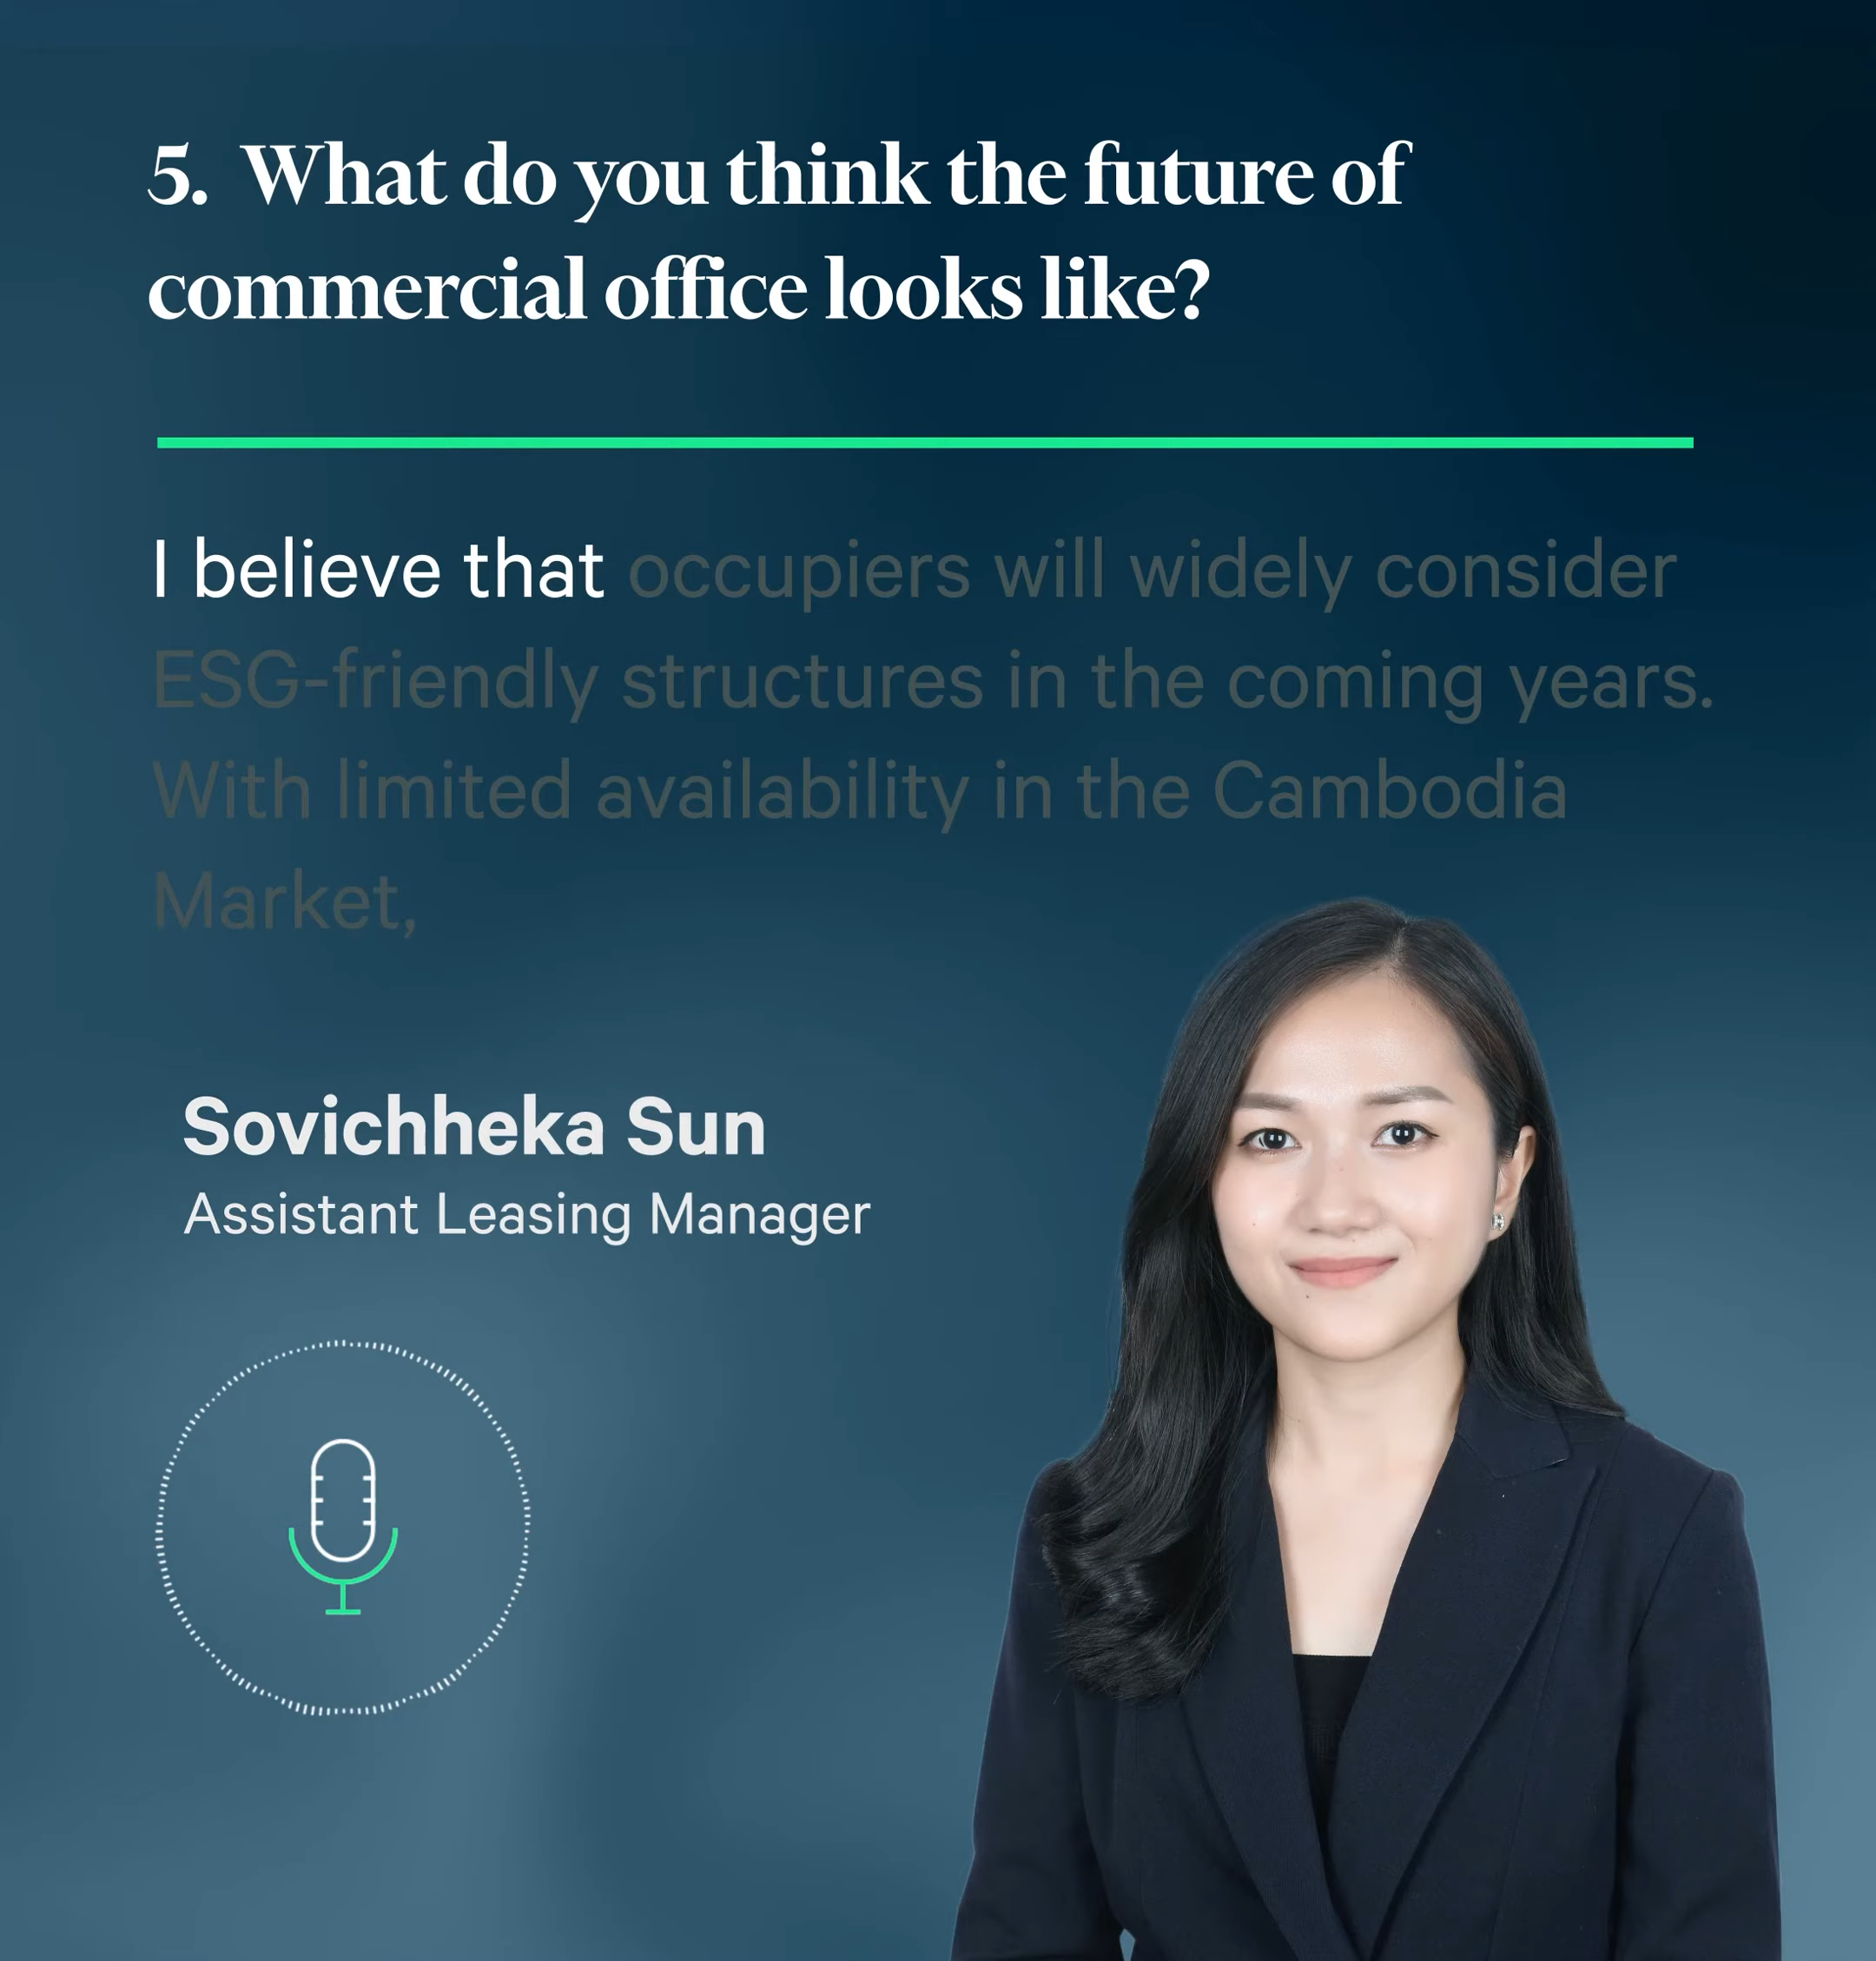 5. What do you think the future of
commercial office looks like?
I believe that occupiers will widely consider
ESG-friendly structures in the coming years.
With limited availability in the Cambodia
Market,
Sovichheka Sun
Assistant Leasing Manager